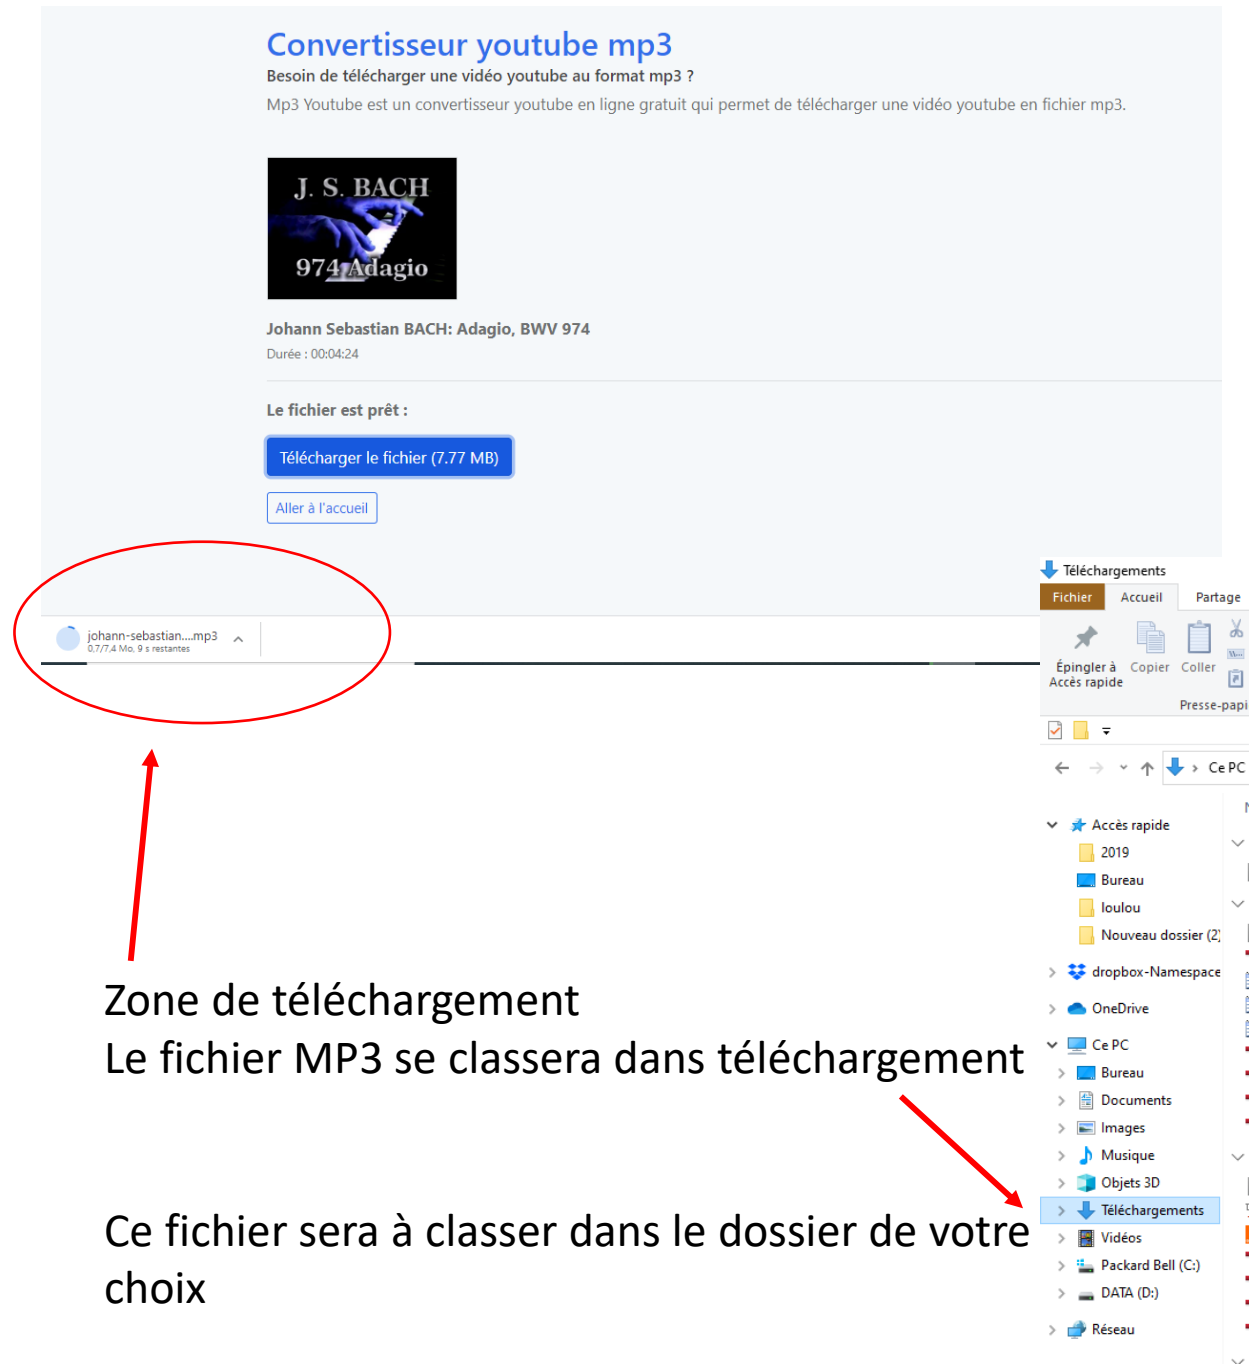 Convertisseur youtube mp3
Besoin de télécharger une vidéo youtube au format mp3 ?
Mp3 Youtube est un convertisseur youtube en ligne gratuit qui permet de télécharger une vidéo youtube en fichier mp3.
J. S. BACH
974 Adagio
Johann Sebastian BACH: Adagio, BWV 974
Durée : 00:04:24
Le fichier est prêt :
Télécharger le fichier (7.77 MB)
Aller à l'accueil
johann-sebastian....mp3
0,7/7,4 Mo, 9 s restantes
Téléchargements
Fichier Accueil Partage
Épingler à Accès rapide
Copier Coller
Presse-papi
Ce PC
Accès rapide
2019
Bureau
loulou
Nouveau dossier (2)
dropbox-Namespace
OneDrive
Ce PC
Bureau
Documents
Images
Musique
Objets 3D
Téléchargements
Vidéos
Packard Bell (C:)
DATA (D:)
Réseau
Zone de téléchargement
Le fichier MP3 se classera dans téléchargement
Ce fichier sera à classer dans le dossier de votre
choix